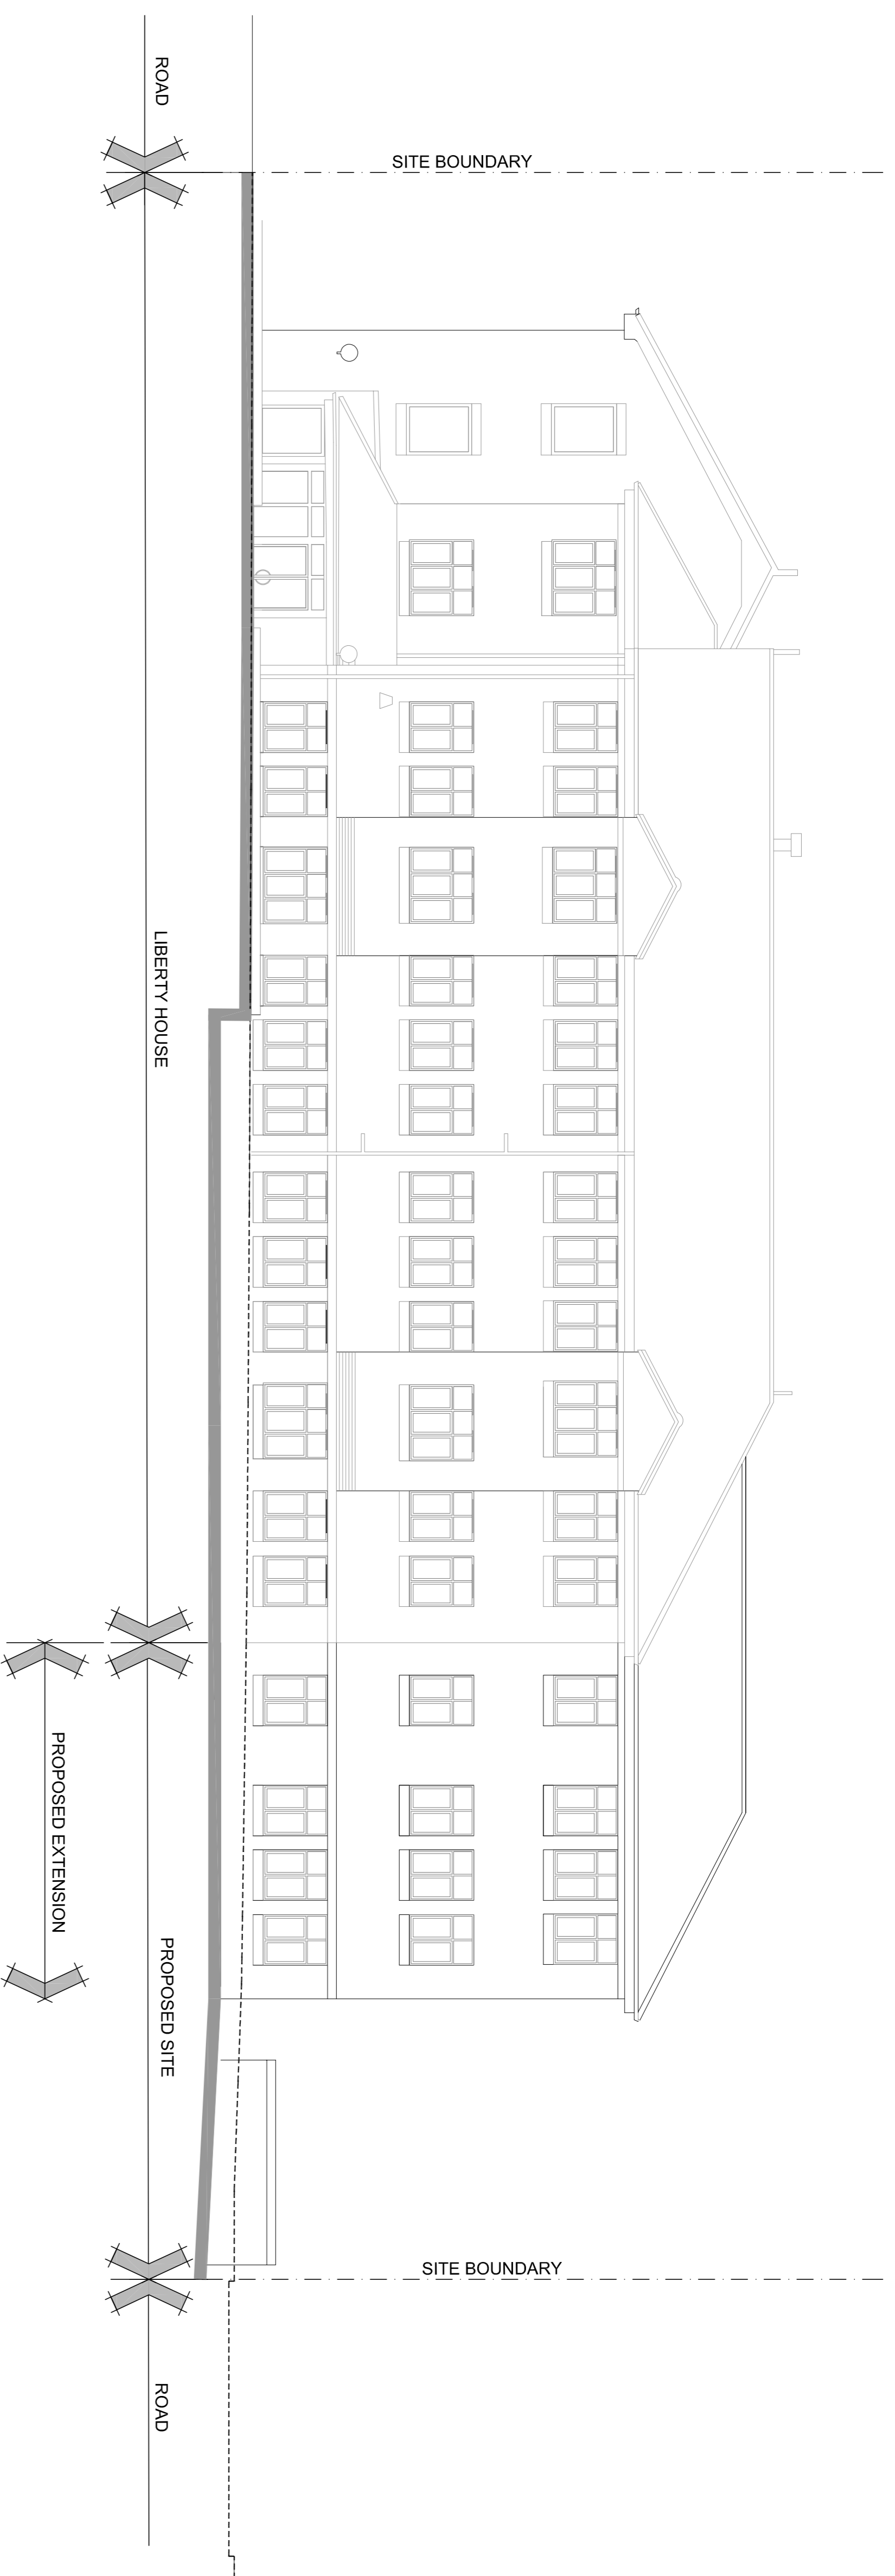 ROAD
SITE BOUNDARY
LIBERTY HOUSE
PROPOSED EXTENSION
PROPOSED SITE
SITE BOUNDARY
ROAD